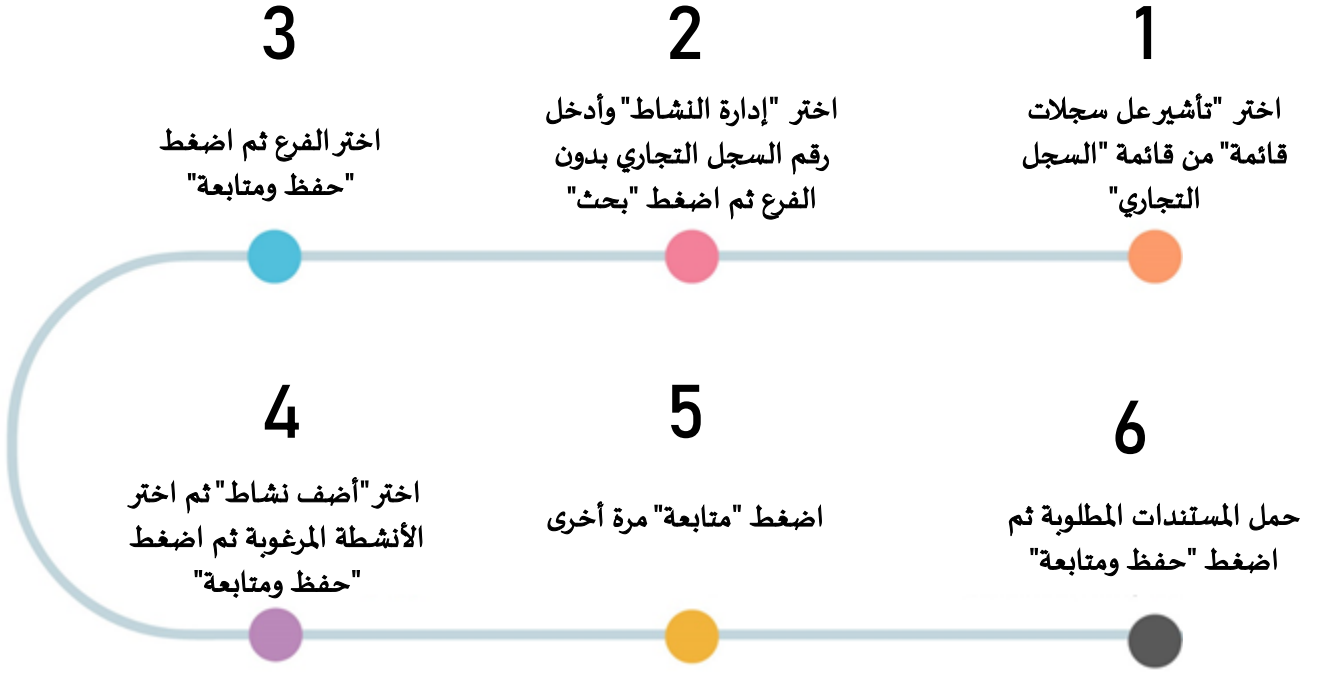 1
اختر "تأشير عل سجلات
قائمة" من قائمة "السجل
التجاري"
2
اختر "إدارة النشاط" وأدخل
رقم السجل التجاري بدون
الفرع ثم اضغط "بحث"
3
اختر الفرع ثم اضغط
"حفظ ومتابعة"
4
اختر "أضف نشاط" ثم اختر
الأنشطة المرغوبة ثم اضغط
"حفظ ومتابعة"
5
اضغط "متابعة" مرة أخرى
6
حمل المستندات المطلوبة ثم
اضغط "حفظ ومتابعة"